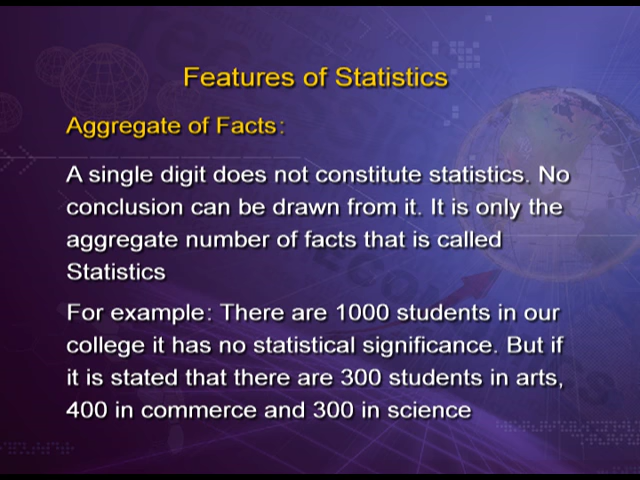 Features of Statistics
Aggregate of Facts:
A single digit does not constitute statistics. No
conclusion can be drawn from it. It is only the
aggregate number of facts that is called
Statistics
For example: There are 1000 students in our
college it has no statistical significance. But if
it is stated that there are 300 students in arts,
400 in commerce and 300 in science